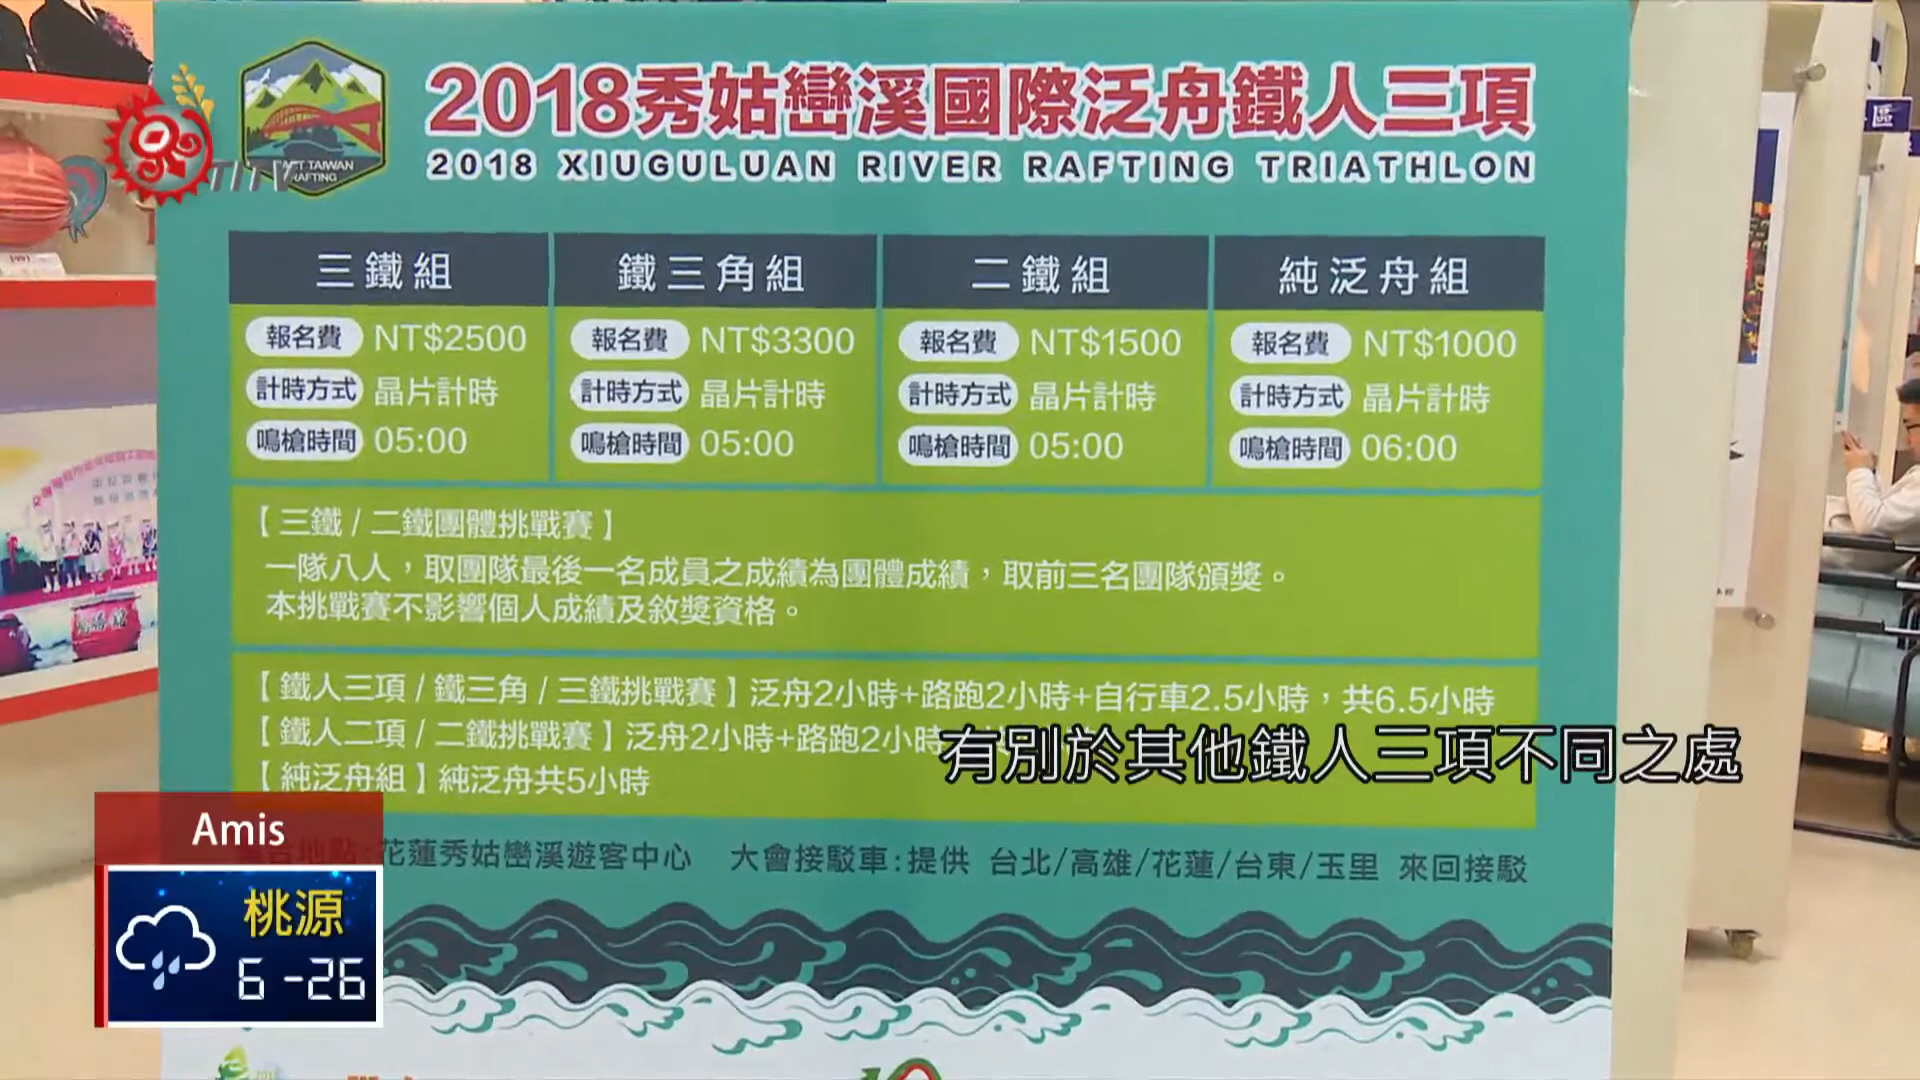 2018秀姑巒溪國際泛舟鐵人三項
2018 XIUGULUAN RIVER RAFTING TRIATHLON
TAIWAN
RAFTING
TITV
三鐵組
報名費 NT$2500
計時方式 晶片計時
鳴槍時間 05:00
鐵三角組
報名費 NT$3300
計時方式 晶片計時
鳴槍時間 05:00
二鐵組
報名費 NT$1500
計時方式 晶片計時
鳴槍時間 05:00
純泛舟組
報名費 NT$1000
計時方式 晶片計時
鳴槍時間 06:00
【三鐵/二鐵團體挑戰賽】
一隊八人，取團隊最後一名成員之成績為團體成績，取前三名團隊頒獎。
本挑戰賽不影響個人成績及敘獎資格。
【鐵人三項/鐵三角/三鐵挑戰賽】泛舟2小時+路跑2小時+自行車2.5小時，共6.5小時
【鐵人二項/二鐵挑戰賽】泛舟2小時+路跑2小時
【純泛舟組】純泛舟共5小時
有別於其他鐵人三項不同之處
地點 花蓮秀姑巒溪遊客中心 大會接駁車:提供 台北/高雄/花蓮/台東/玉里 來回接駁
Amis
桃源
6-26